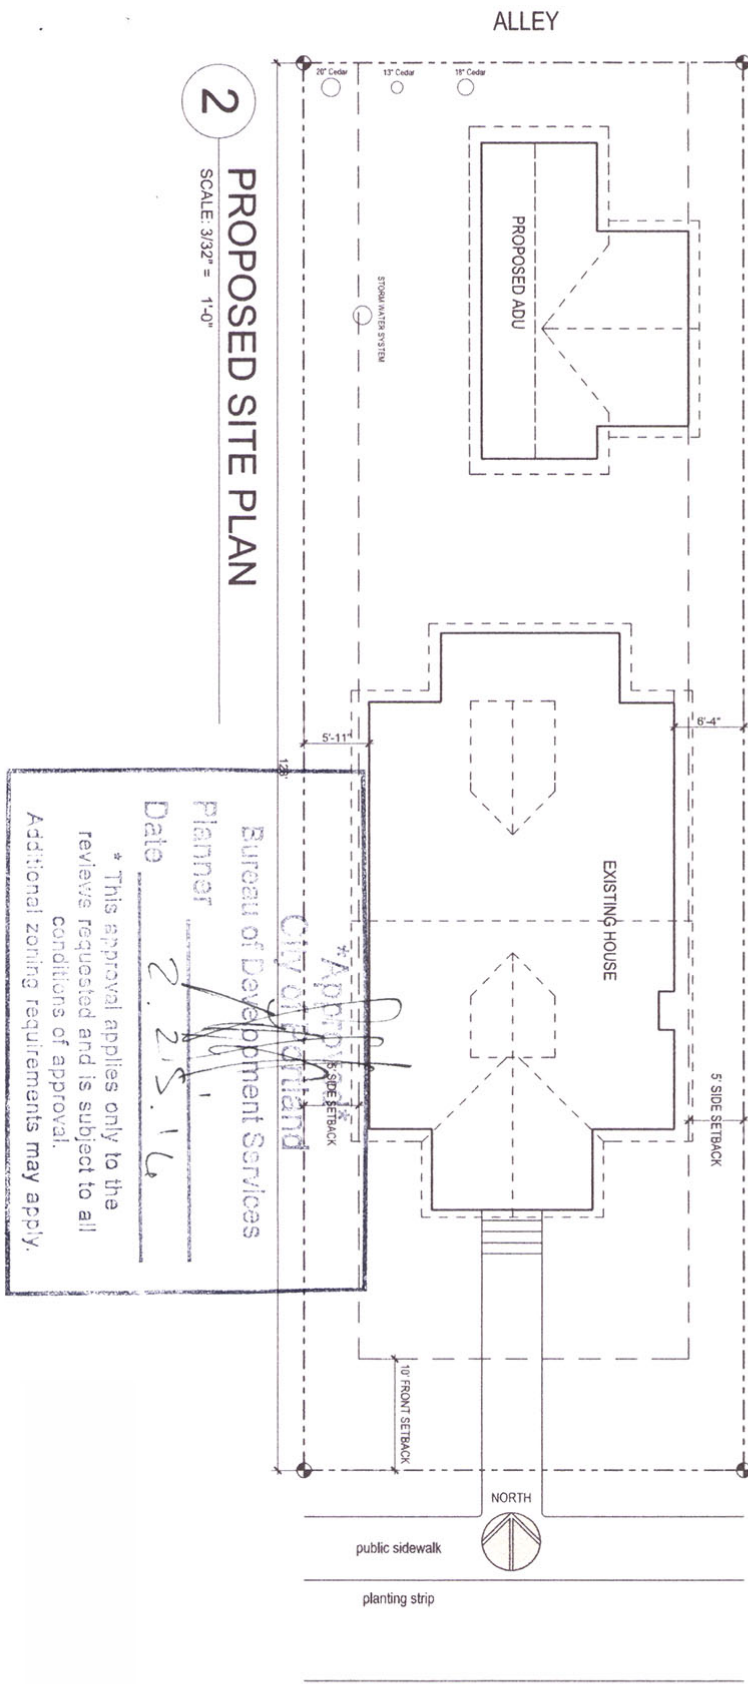 ALLEY
20" Cedar
13" Cedar
18" Cedar
2
PROPOSED SITE PLAN
SCALE: 3/32" = 1'-0"
PROPOSED ADU
STORM WATER SYSTEM
5'-11"
6'-4"
128'
EXISTING HOUSE
5' SIDE SETBACK
5' SIDE SETBACK
*Approved*
City of Portland
Bureau of Development Services
Planner
Date 2.25.16
* This approval applies only to the
reviews requested and is subject to all
conditions of approval.
Additional zoning requirements may apply.
10' FRONT SETBACK
NORTH
public sidewalk
planting strip